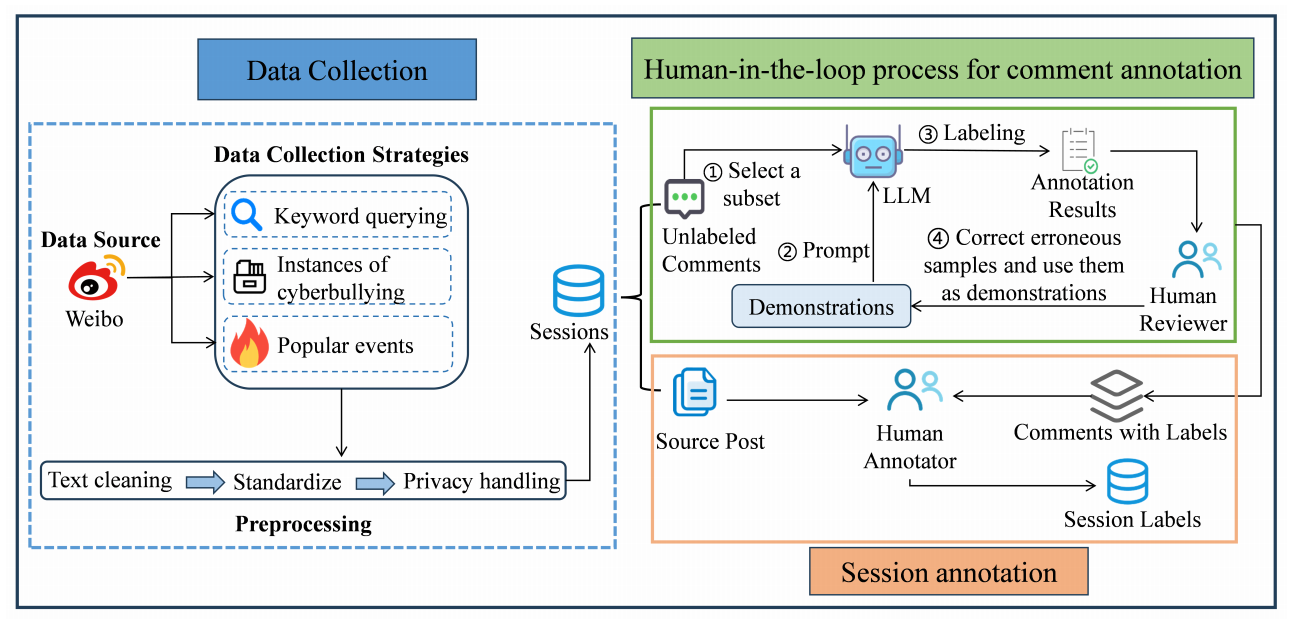 Data Collection
Human-in-the-loop process for comment annotation
Data Collection Strategies
Keyword querying
Instances of
cyberbullying
Popular events
Data Source
Weibo
Sessions
Text cleaning
Standardize
Privacy handling
Preprocessing
① Select a
subset
Unlabeled
Comments
② Prompt
LLM
③ Labeling
Annotation
Results
④ Correct erroneous
samples and use them
as demonstrations
Demonstrations
Human
Reviewer
Source Post
Human
Annotator
Comments with Labels
Session Labels
Session annotation